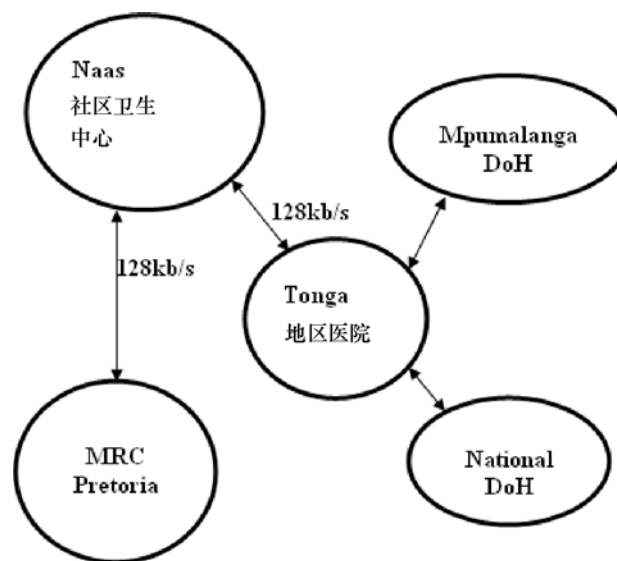 Naas
社区卫生
中心
Mpumalanga
DoH
128kb/s
128kb/s
Tonga
地区医院
MRC
Pretoria
National
DoH